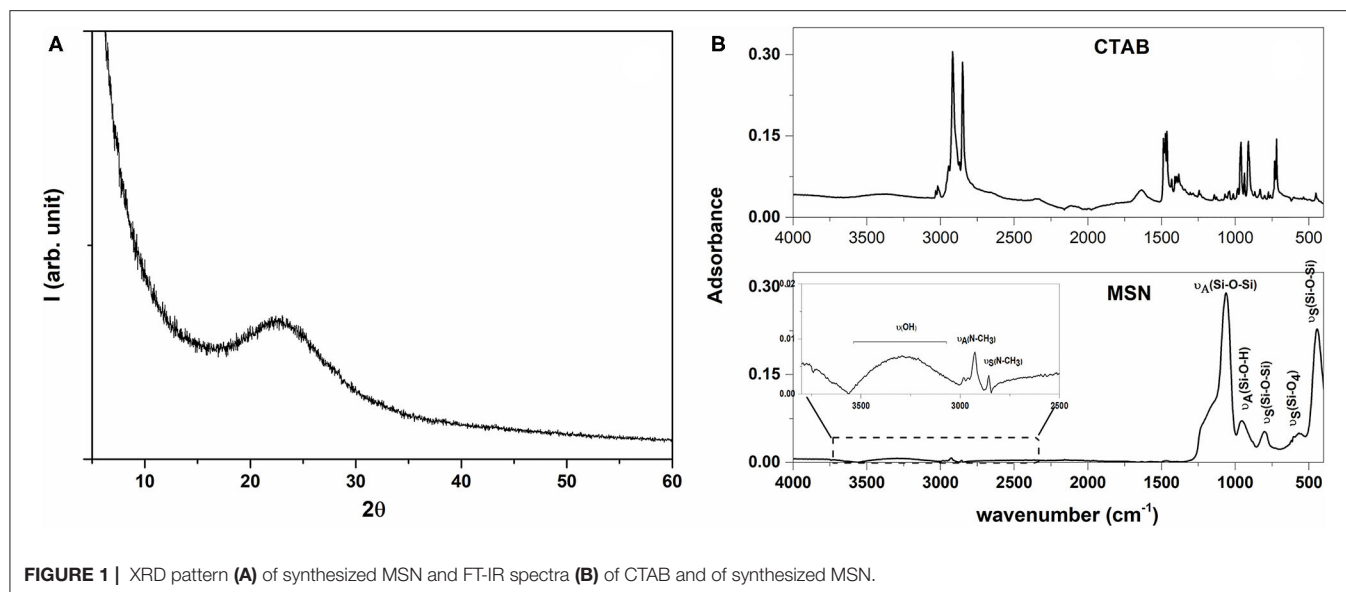 A
I (arb. unit)
10 20 30 40 50 60
2θ
B
Adsorbance
CTAB
0.30
0.15
0.00
4000 3500 3000 2500 2000 1500 1000 500
MSN
0.30
0.15
0.00
υA(Si-O-Si)
υA(Si-O-H)
υS(Si-O-Si)
υS(Si-O4)
υS(Si-O-Si)
0.02
0.01
0.00
υ(OH)
υA(N-CH3)
υS(N-CH3)
3500 3000 2500
4000 3500 3000 2500 2000 1500 1000 500
wavenumber (cm-1)
FIGURE 1 | XRD pattern (A) of synthesized MSN and FT-IR spectra (B) of CTAB and of synthesized MSN.